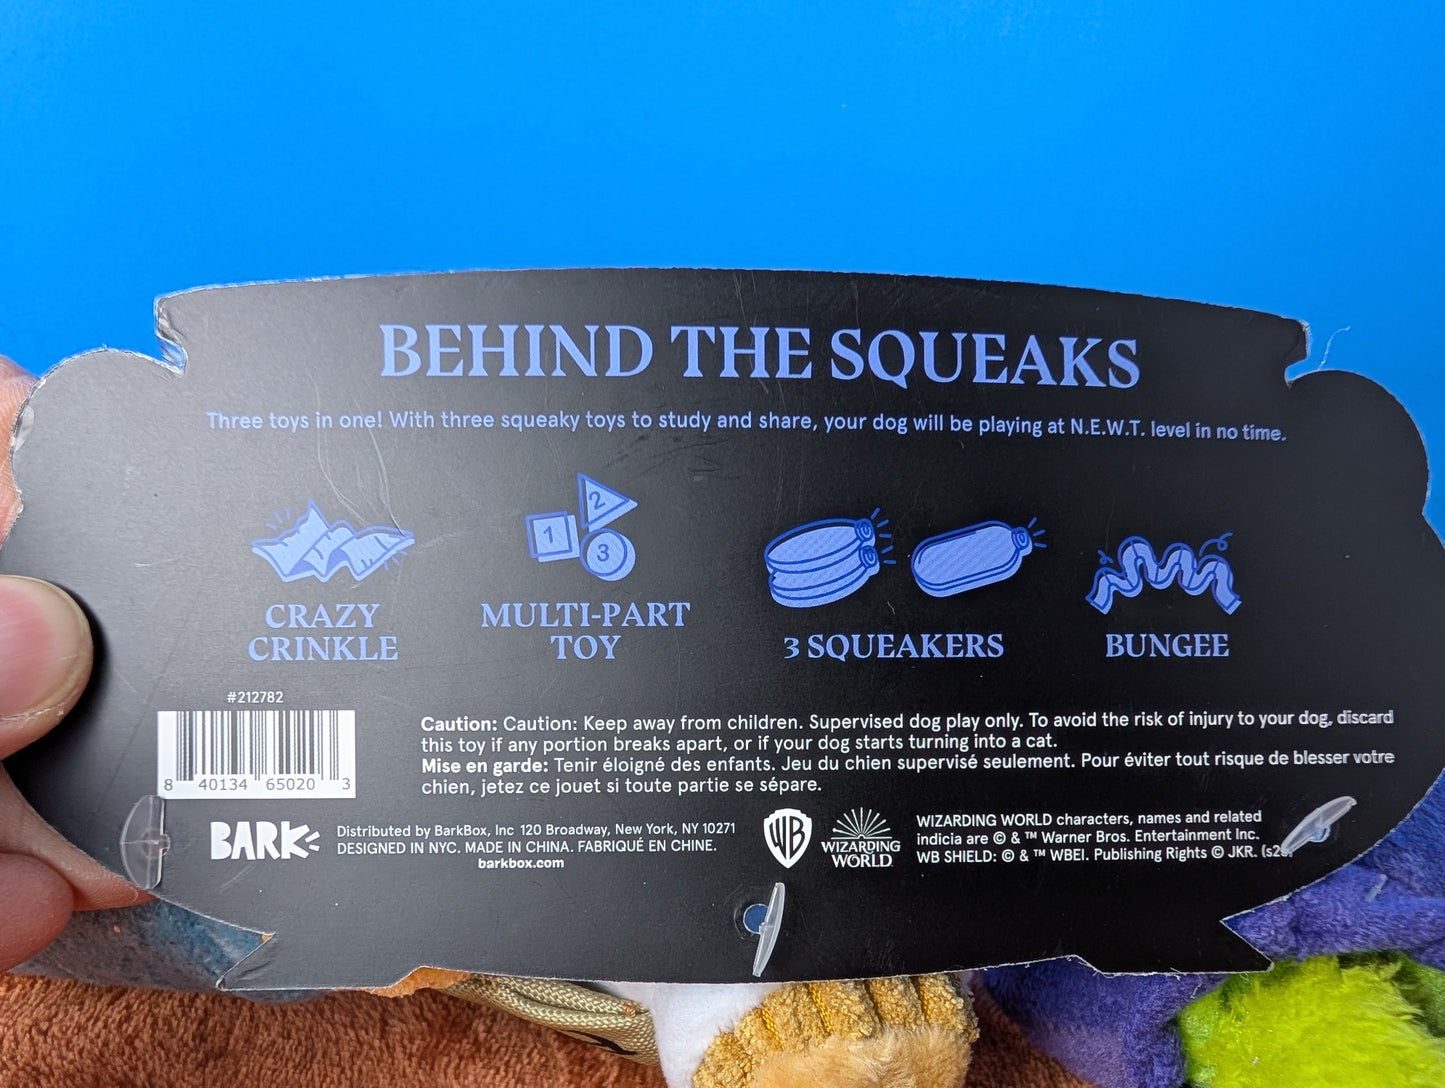 BEHIND THE SQUEAKS
Three toys in one! With three squeaky toys to study and share, your dog will be playing at N.E.W.T. level in no time.
1
2
3
CRAZY
CRINKLE
MULTI-PART
TOY
3 SQUEAKERS
BUNGEE
#212782
8 40134 65020 3
Caution: Caution: Keep away from children. Supervised dog play only. To avoid the risk of injury to your dog, discard
this toy if any portion breaks apart, or if your dog starts turning into a cat.
Mise en garde: Tenir éloigné des enfants. Jeu du chien supervisé seulement. Pour éviter tout risque de blesser votre
chien, jetez ce jouet si toute partie se sépare.
BARK
Distributed by BarkBox, Inc 120 Broadway, New York, NY 10271
DESIGNED IN NYC. MADE IN CHINA. FABRIQUÉ EN CHINE.
barkbox.com
WB
WIZARDING
WORLD
WIZARDING WORLD characters, names and related
indicia are © & ™ Warner Bros. Entertainment Inc.
WB SHIELD: © & ™ WBEI. Publishing Rights © JKR.